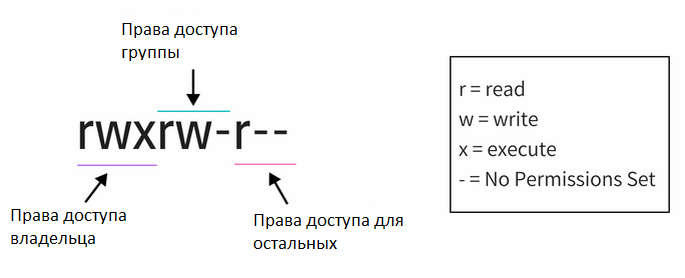 Права доступа
группы
rwxrw-r--
Права доступа
владельца
Права доступа для
остальных
r = read
w = write
x = execute
- = No Permissions Set